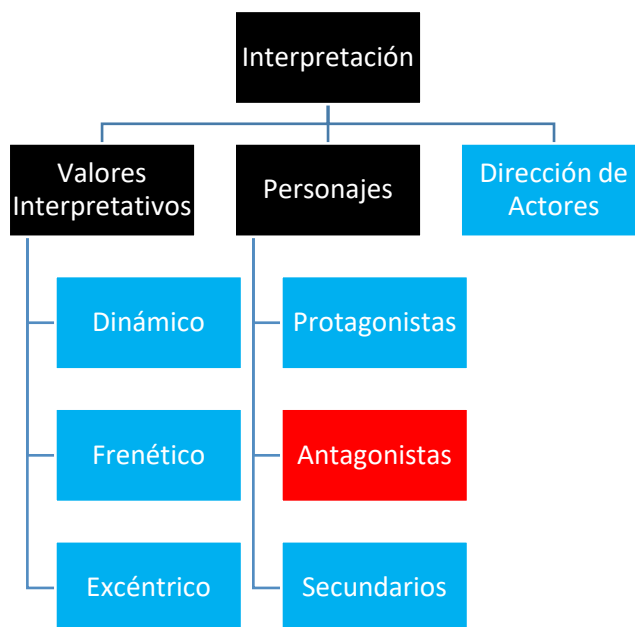 Interpretación
Valores
Interpretativos
Personajes
Dirección de
Actores
Dinámico
Protagonistas
Frenético
Antagonistas
Excéntrico
Secundarios